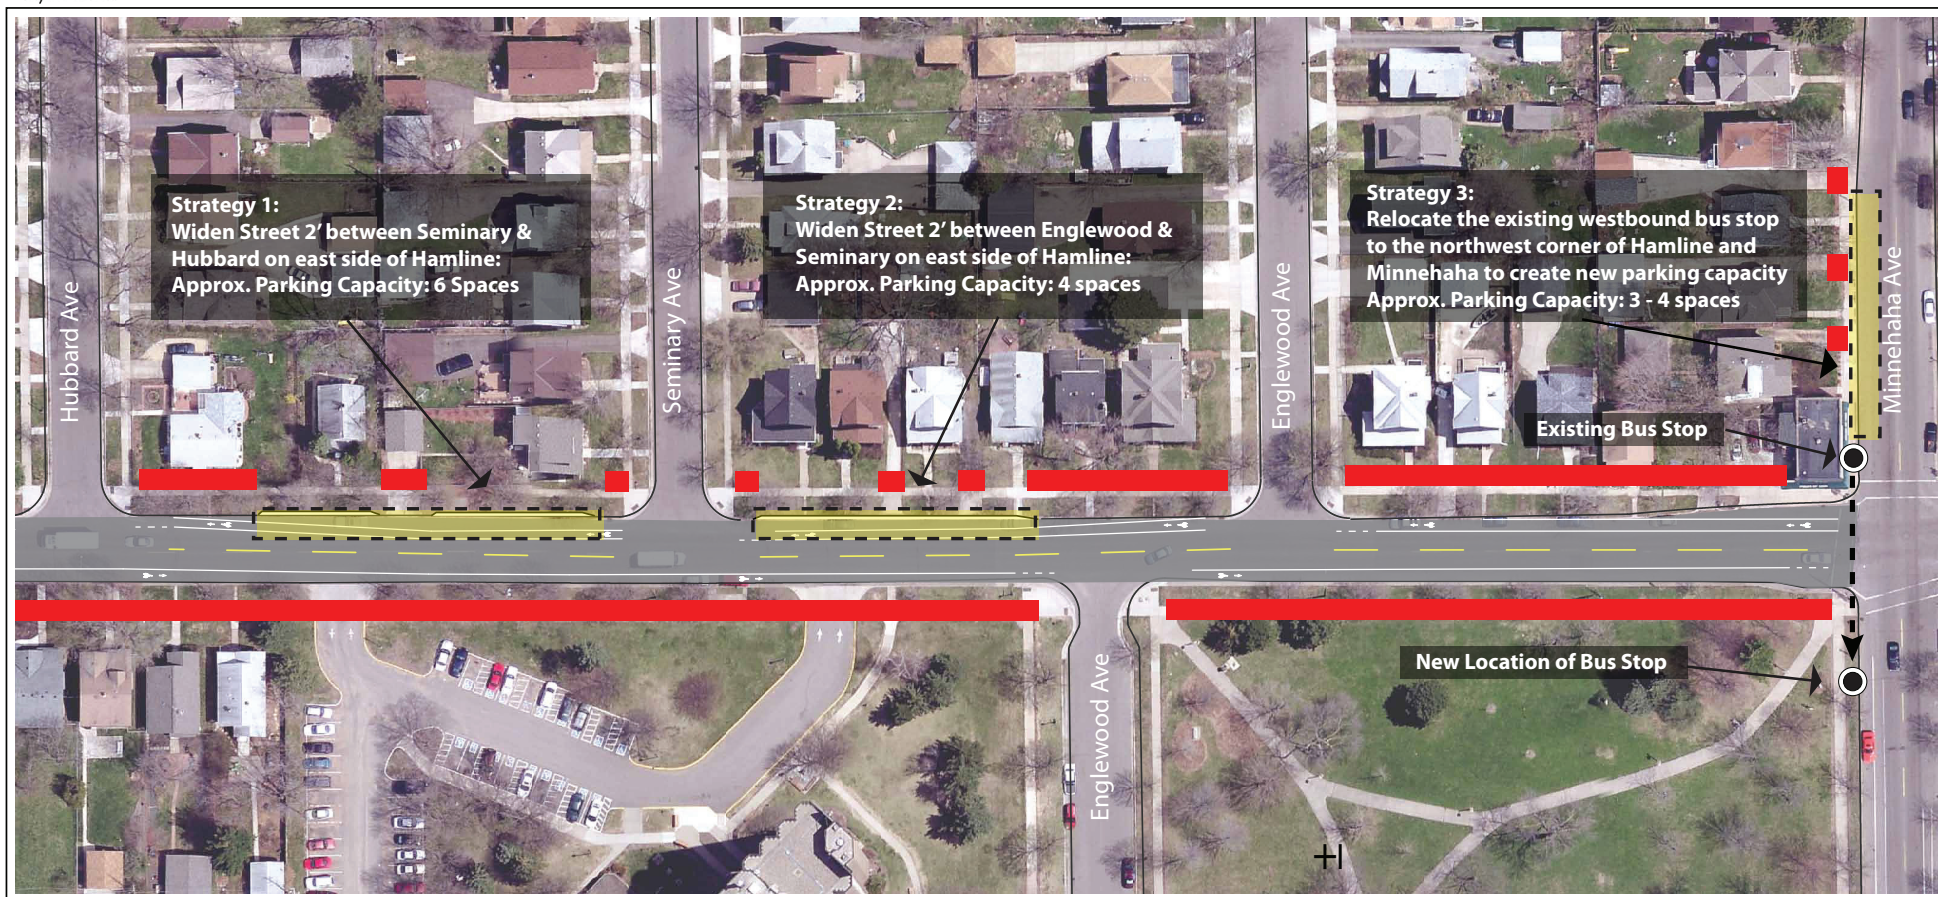 Strategy 1:
Widen Street 2’ between Seminary &
Hubbard on east side of Hamline:
Approx. Parking Capacity: 6 Spaces
Strategy 2:
Widen Street 2’ between Englewood &
Seminary on east side of Hamline:
Approx. Parking Capacity: 4 spaces
Strategy 3:
Relocate the existing westbound bus stop
to the northwest corner of Hamline and
Minnehaha to create new parking capacity
Approx. Parking Capacity: 3 - 4 spaces
Hubbard Ave
Seminary Ave
Englewood Ave
Minnehaha Ave
Existing Bus Stop
New Location of Bus Stop
Englewood Ave